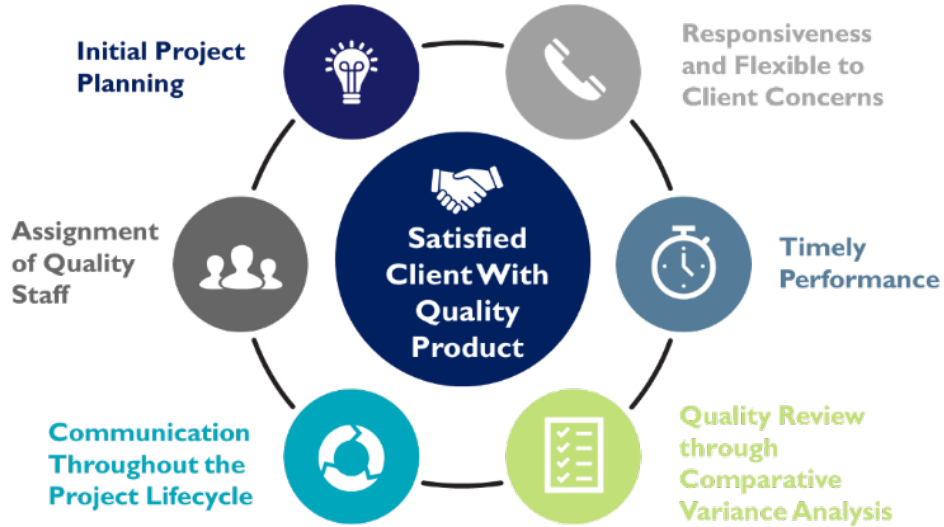 Initial Project
Planning
Responsiveness
and Flexible to
Client Concerns
Assignment
of Quality
Staff
Satisfied
Client With
Quality
Product
Timely
Performance
Communication
Throughout the
Project Lifecycle
Quality Review
through
Comparative
Variance Analysis